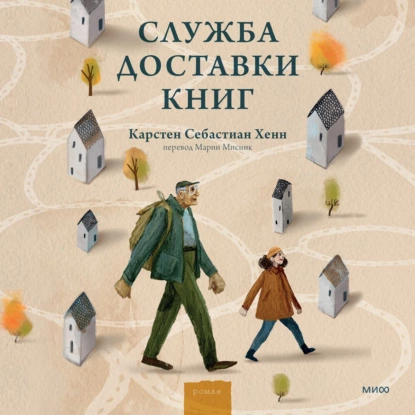 СЛУЖБА
ДОСТАВКИ
КНИГ
Карстен Себастиан Хенн
перевод Марии Мисник
роман
МИФ